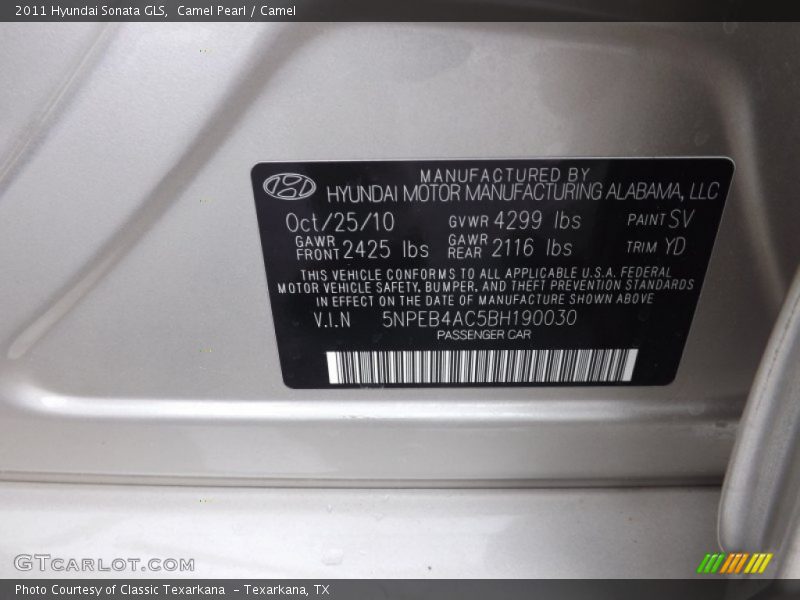 2011 Hyundai Sonata GLS,  Camel Pearl / Camel
MANUFACTURED BY
HYUNDAI MOTOR MANUFACTURING ALABAMA, LLC
Oct/25/10 GVWR 4299 lbs PAINT SV
GAWR FRONT 2425 lbs GAWR REAR 2116 lbs TRIM YD
THIS VEHICLE CONFORMS TO ALL APPLICABLE U.S.A. FEDERAL
MOTOR VEHICLE SAFETY, BUMPER, AND THEFT PREVENTION STANDARDS
IN EFFECT ON THE DATE OF MANUFACTURE SHOWN ABOVE
V.I.N 5NPEB4AC5BH190030
PASSENGER CAR
GTCARLOT.COM
Photo Courtesy of Classic Texarkana - Texarkana, TX